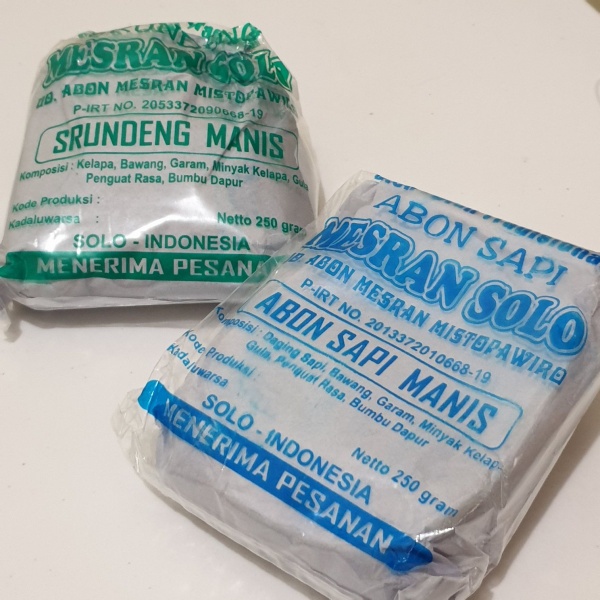 MESRAN SOLO
UD. ABON MESRAN MISTOPAWIRO
P-IRT NO. 2053372090668-19
SRUNDENG MANIS
Komposisi : Kelapa, Bawang, Garam, Minyak Kelapa, Gula
Penguat Rasa, Bumbu Dapur
Kode Produksi :
Kadaluwarsa :
Netto 250 gram
SOLO - INDONESIA
MENERIMA PESANAN
ABON SAPI
MESRAN SOLO
UD. ABON MESRAN MISTOPAWIRO
P-IRT NO. 2013372010668-19
ABON SAPI MANIS
Komposisi : Daging Sapi, Bawang, Garam, Minyak Kelapa
Gula, Penguat Rasa, Bumbu Dapur
Kode Produksi
Kadaluwarsa
Netto 250 gram
SOLO - INDONESIA
MENERIMA PESANAN